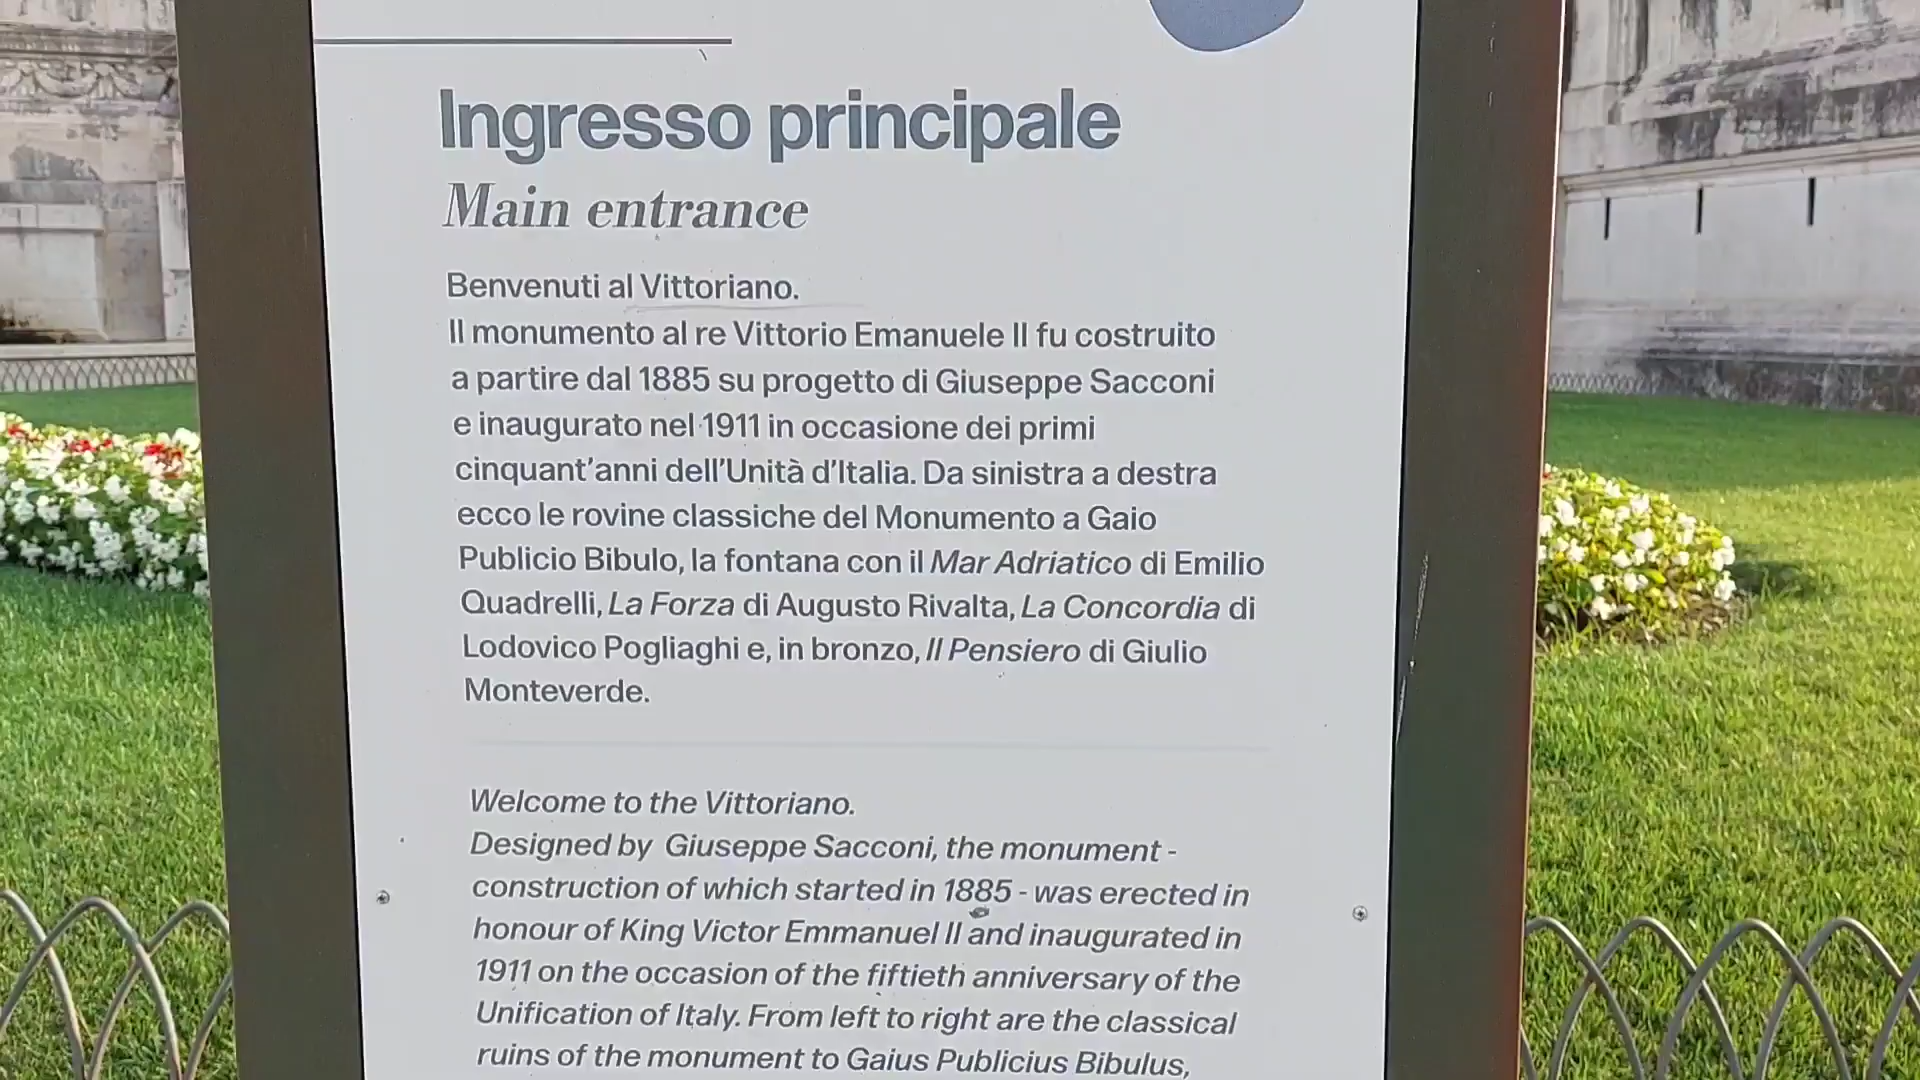 Ingresso principale
Main entrance
Benvenuti al Vittoriano.
Il monumento al re Vittorio Emanuele II fu costruito
a partire dal 1885 su progetto di Giuseppe Sacconi
e inaugurato nel 1911 in occasione dei primi
cinquant'anni dell'Unità d'Italia. Da sinistra a destra
ecco le rovine classiche del Monumento a Gaio
Publicio Bibulo, la fontana con il Mar Adriatico di Emilio
Quadrelli, La Forza di Augusto Rivalta, La Concordia di
Lodovico Pogliaghi e, in bronzo, Il Pensiero di Giulio
Monteverde.
Welcome to the Vittoriano.
Designed by Giuseppe Sacconi, the monument -
construction of which started in 1885 - was erected in
honour of King Victor Emmanuel II and inaugurated in
1911 on the occasion of the fiftieth anniversary of the
Unification of Italy. From left to right are the classical
ruins of the monument to Gaius Publicius Bibulus,